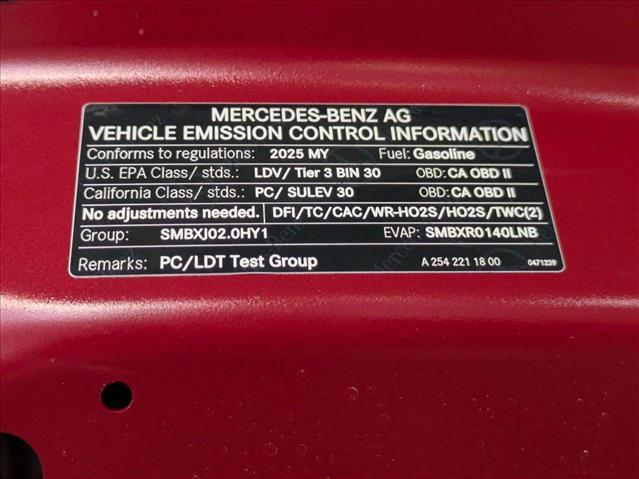 MERCEDES-BENZ AG
VEHICLE EMISSION CONTROL INFORMATION
Conforms to regulations: 2025 MY Fuel: Gasoline
U.S. EPA Class/ stds.: LDV/ Tier 3 BIN 30 OBD: CA OBD II
California Class/ stds.: PC/ SULEV 30 OBD: CA OBD II
No adjustments needed. DFI/TC/CAC/WR-HO2S/HO2S/TWC(2)
Group: SMBXJ02.0HY1 EVAP: SMBXR0140LNB
Remarks: PC/LDT Test Group A 254 221 18 00 0471239